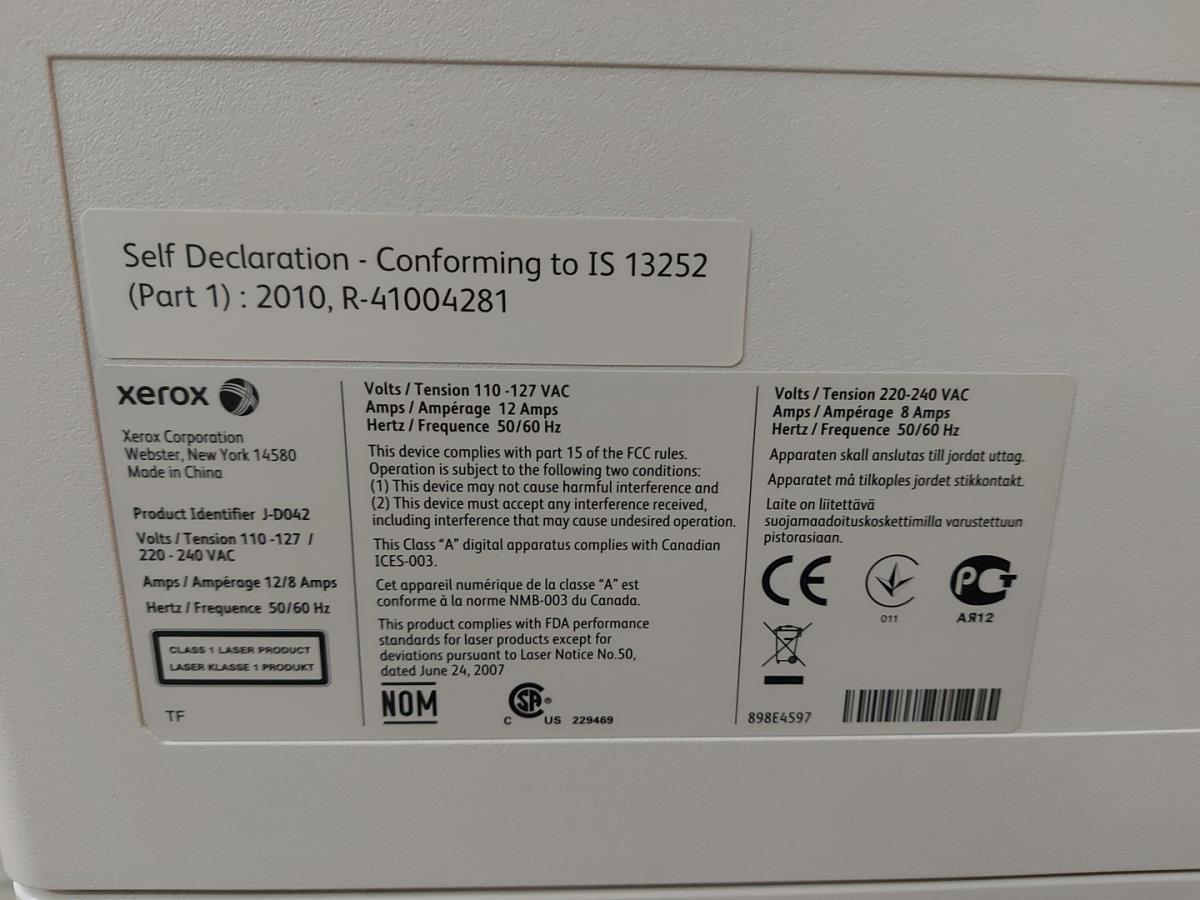 Self Declaration - Conforming to IS 13252
(Part 1) : 2010, R-41004281
xerox
Xerox Corporation
Webster, New York 14580
Made in China
Product Identifier J-D042
Volts / Tension 110 -127 /
220 - 240 VAC
Amps / Ampérage 12/8 Amps
Hertz / Frequence 50/60 Hz
CLASS 1 LASER PRODUCT
LASER KLASSE 1 PRODUKT
TF
Volts / Tension 110 -127 VAC
Amps / Ampérage 12 Amps
Hertz / Frequence 50/60 Hz
This device complies with part 15 of the FCC rules.
Operation is subject to the following two conditions:
(1) This device may not cause harmful interference and
(2) This device must accept any interference received,
including interference that may cause undesired operation.
This Class "A" digital apparatus complies with Canadian
ICES-003.
Cet appareil numérique de la classe "A" est
conforme à la norme NMB-003 du Canada.
This product complies with FDA performance
standards for laser products except for
deviations pursuant to Laser Notice No.50,
dated June 24, 2007
NOM
C SA ® US 229469
Volts / Tension 220-240 VAC
Amps / Ampérage 8 Amps
Hertz / Frequence 50/60 Hz
Apparaten skall anslutas till jordat uttag.
Apparatet må tilkoples jordet stikkontakt.
Laite on liitettävä
suojamaadoituskoskettimilla varustettuun
pistorasiaan.
CE
011
РСТ
АЯ12
898E4597